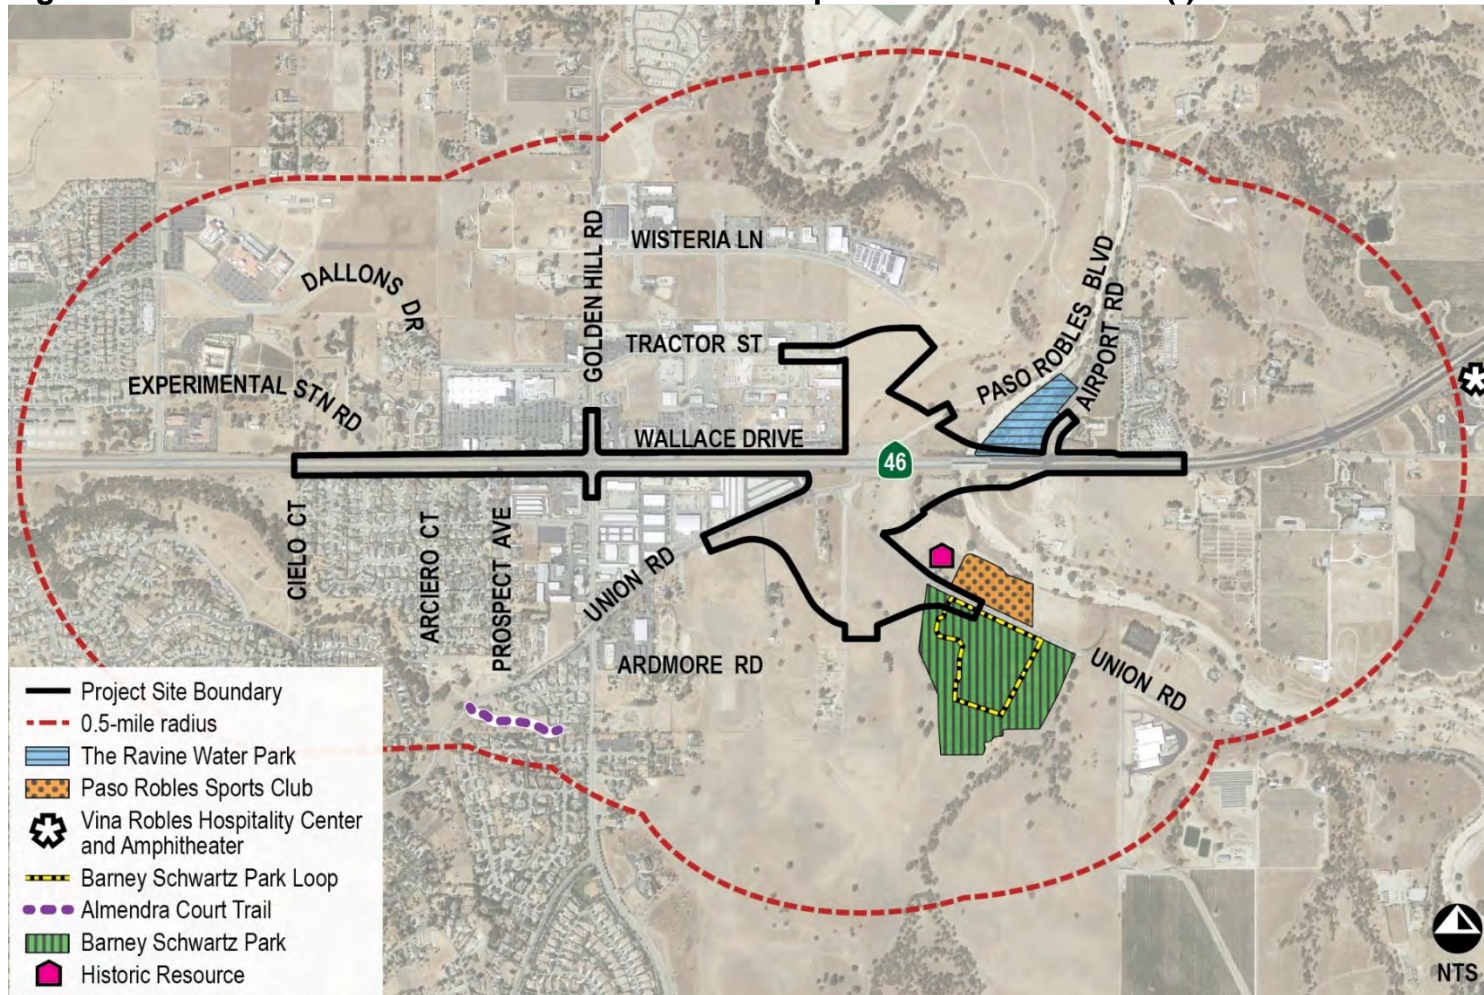 WISTERIA LN
GOLDEN HILL RD
DALLONS DR
PASO ROBLES BLVD
AIRPORT RD
TRACTOR ST
EXPERIMENTAL STN RD
WALLACE DRIVE
46
CIELO CT
ARCIERO CT
PROSPECT AVE
UNION RD
ARDMORE RD
UNION RD
Project Site Boundary
0.5-mile radius
The Ravine Water Park
Paso Robles Sports Club
Vina Robles Hospitality Center
and Amphitheater
Barney Schwartz Park Loop
Almendra Court Trail
Barney Schwartz Park
Historic Resource
NTS